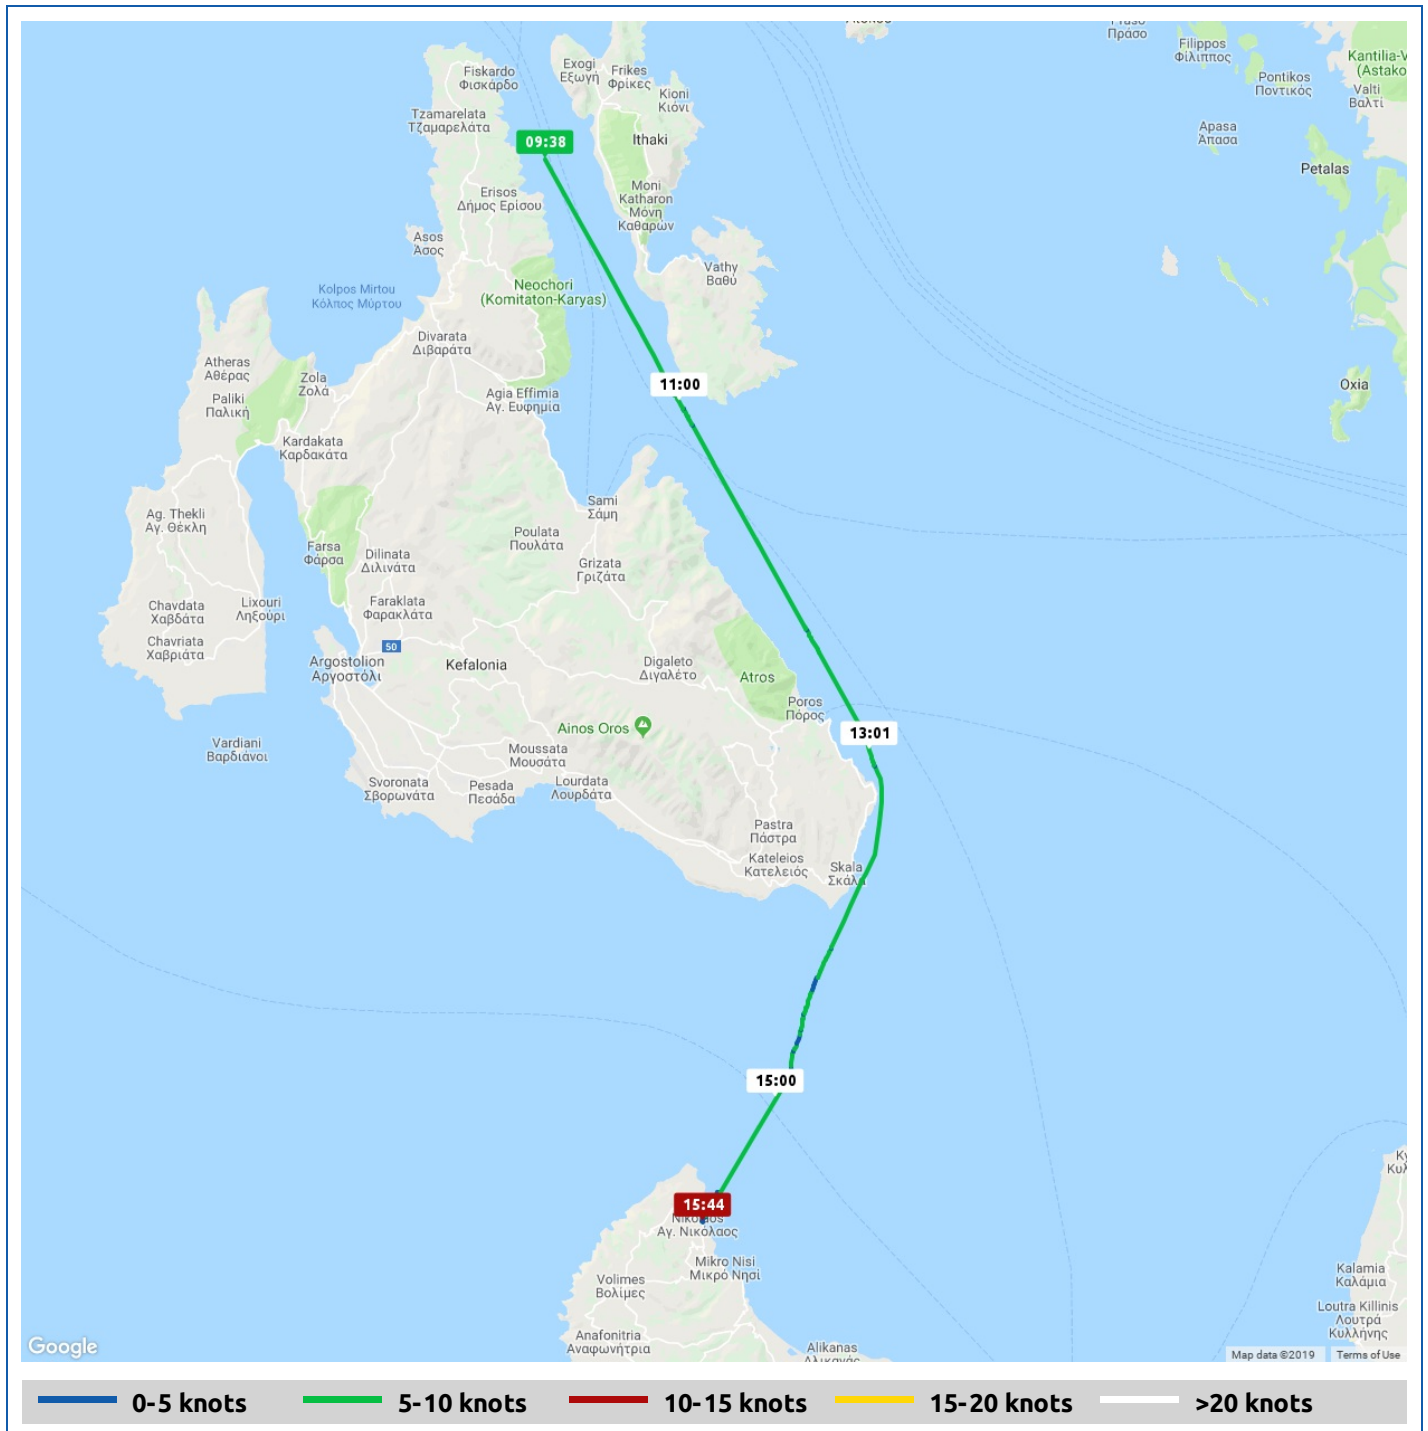 Πράσο
Filippos
Φίλιππος
Kantilia-V
(Astako
Exogi
Εξωγή
Frikes
Φρίκες
Fiskardo
Φισκάρδο
Pontikos
Ποντικός
Valti
Βαλτί
Kioni
Κιόνι
Tzamarelata
Τζαμαρελάτα
Apasa
Άπασα
09:38
Ithaki
Petalas
Erisos
Δήμος Ερίσου
Moni
Katharon
Μόνη
Καθαρών
Asos
Άσος
Vathy
Βαθύ
Kolpos Mirtou
Κόλπος Μύρτου
Neochori
(Komitaton-Karyas)
Divarata
Διβαράτα
Atheras
Αθέρας
Zola
Ζολά
11:00
Oxia
Paliki
Παλική
Agia Effimia
Αγ. Ευφημία
Kardakata
Καρδακάτα
Sami
Σάμη
Ag. Thekli
Αγ. Θέκλη
Poulata
Πουλάτα
Farsa
Φάρσα
Dilinata
Διλινάτα
Grizata
Γριζάτα
Chavdata
Χαβδάτα
Lixouri
Ληξούρι
Faraklata
Φαρακλάτα
Chavriata
Χαβριάτα
50
Argostolion
Αργοστόλι
Kefalonia
Digaleto
Διγαλέτο
Atros
Poros
Πόρος
Ainos Oros
13:01
Vardiani
Βαρδιάνοι
Moussata
Μουσάτα
Svoronata
Σβορωνάτα
Pesada
Πεσάδα
Lourdata
Λουρδάτα
Pastra
Πάστρα
Kateleios
Κατελειός
Skala
Σκάλα
15:00
15:44
Αγ. Νικόλαος
Mikro Nisi
Μικρό Νησί
Volimes
Βολίμες
Kalamia
Καλάμια
Loutra Killinis
Λουτρά
Κυλλήνης
Anafonitria
Αναφωνήτρια
Alikanas
Google
Map data ©2019
Terms of Use
0-5 knots
5-10 knots
10-15 knots
15-20 knots
>20 knots